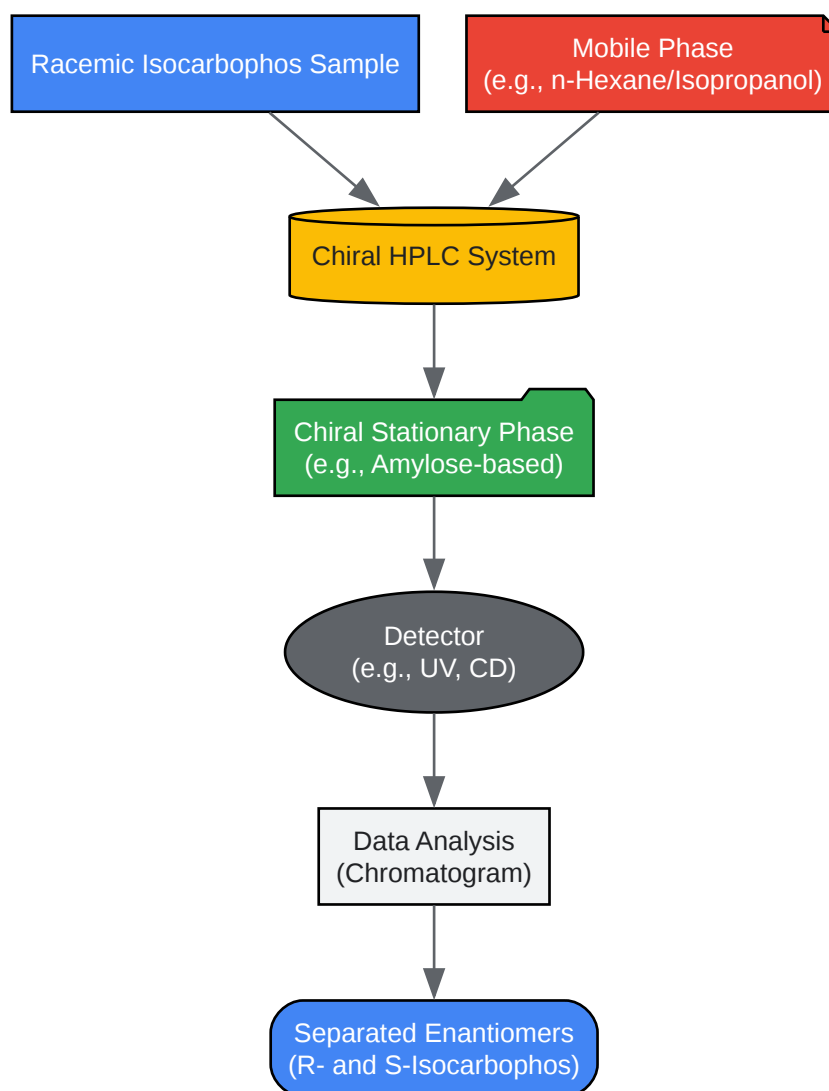 Racemic Isocarbophos Sample
Mobile Phase
(e.g., n-Hexane/Isopropanol)
Chiral HPLC System
Chiral Stationary Phase
(e.g., Amylose-based)
Detector
(e.g., UV, CD)
Data Analysis
(Chromatogram)
Separated Enantiomers
(R- and S-Isocarbophos)